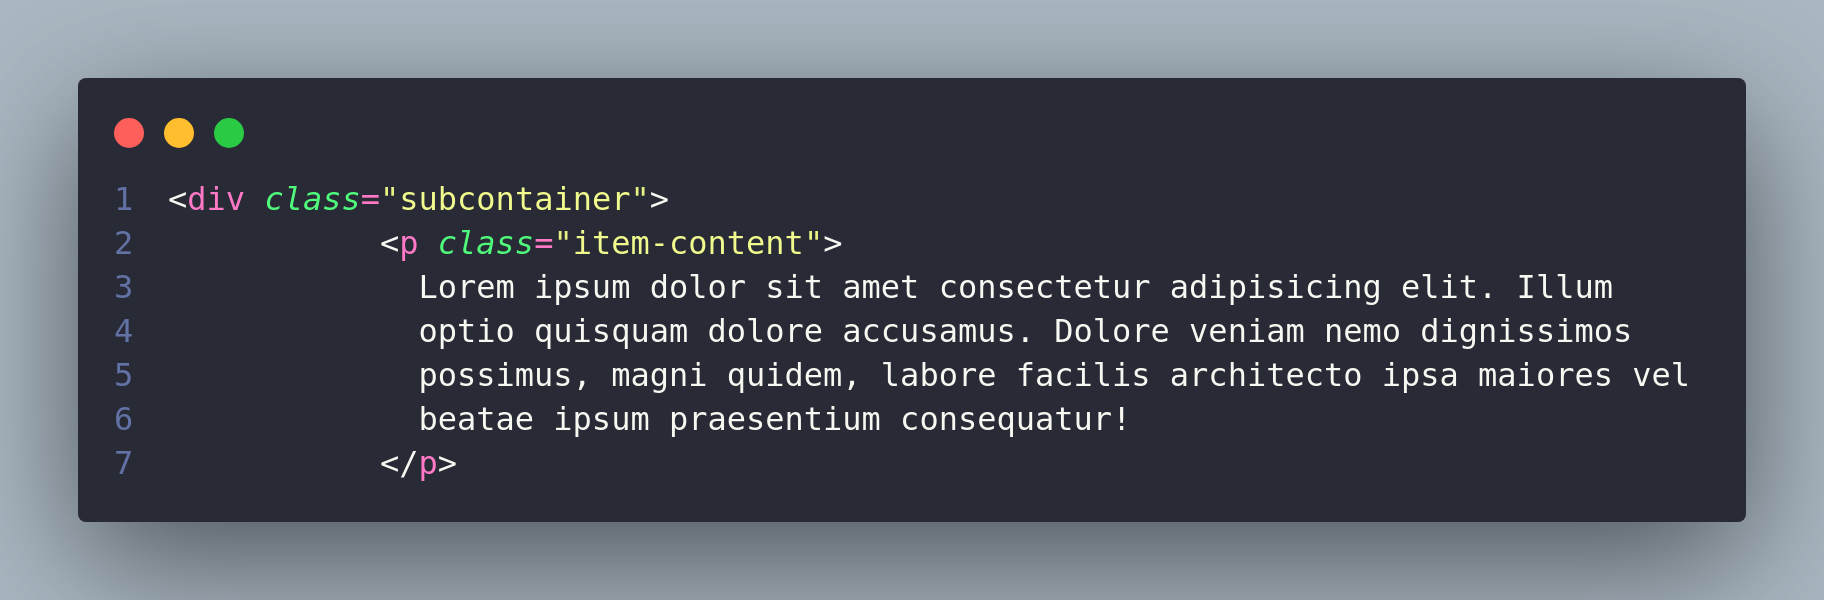 1 <div class="subcontainer">
2            <p class="item-content">
3              Lorem ipsum dolor sit amet consectetur adipisicing elit. Illum
4              optio quisquam dolore accusamus. Dolore veniam nemo dignissimos
5              possimus, magni quidem, labore facilis architecto ipsa maiores vel
6              beatae ipsum praesentium consequatur!
7            </p>